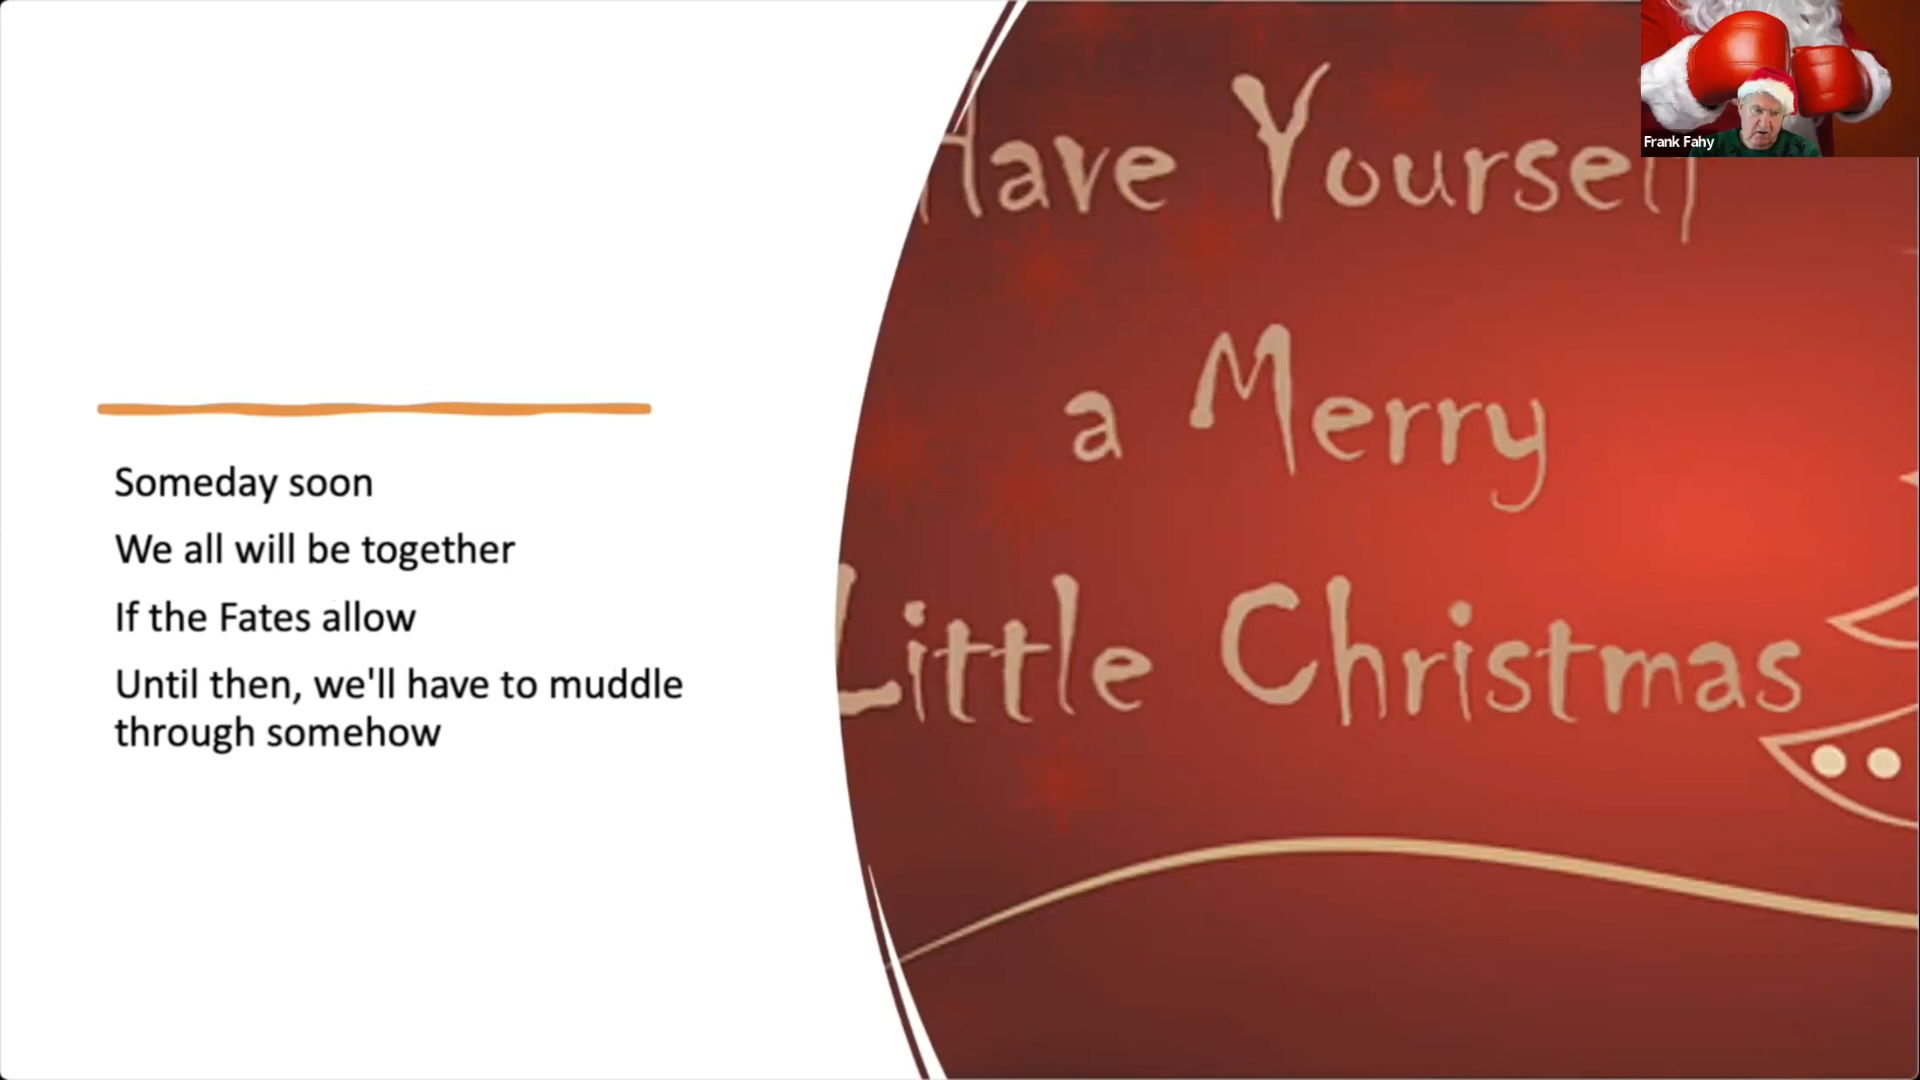 Someday soon
We all will be together
If the Fates allow
Until then, we'll have to muddle
through somehow
Have Yourself
a Merry
Little Christmas
Frank Fahy